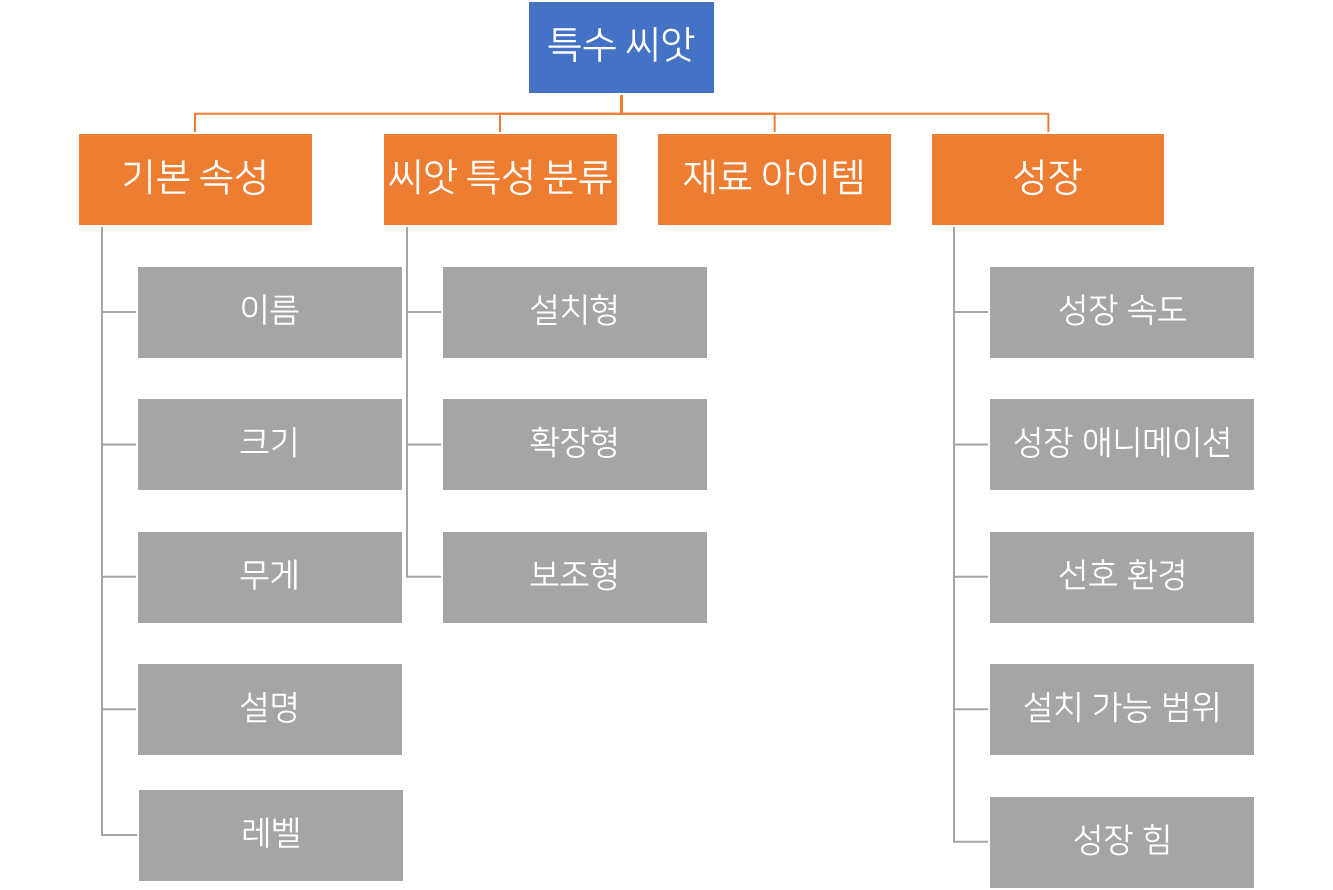 특수 씨앗
기본 속성
씨앗 특성 분류
재료 아이템
성장
이름
크기
무게
설명
레벨
설치형
확장형
보조형
성장 속도
성장 애니메이션
선호 환경
설치 가능 범위
성장 힘